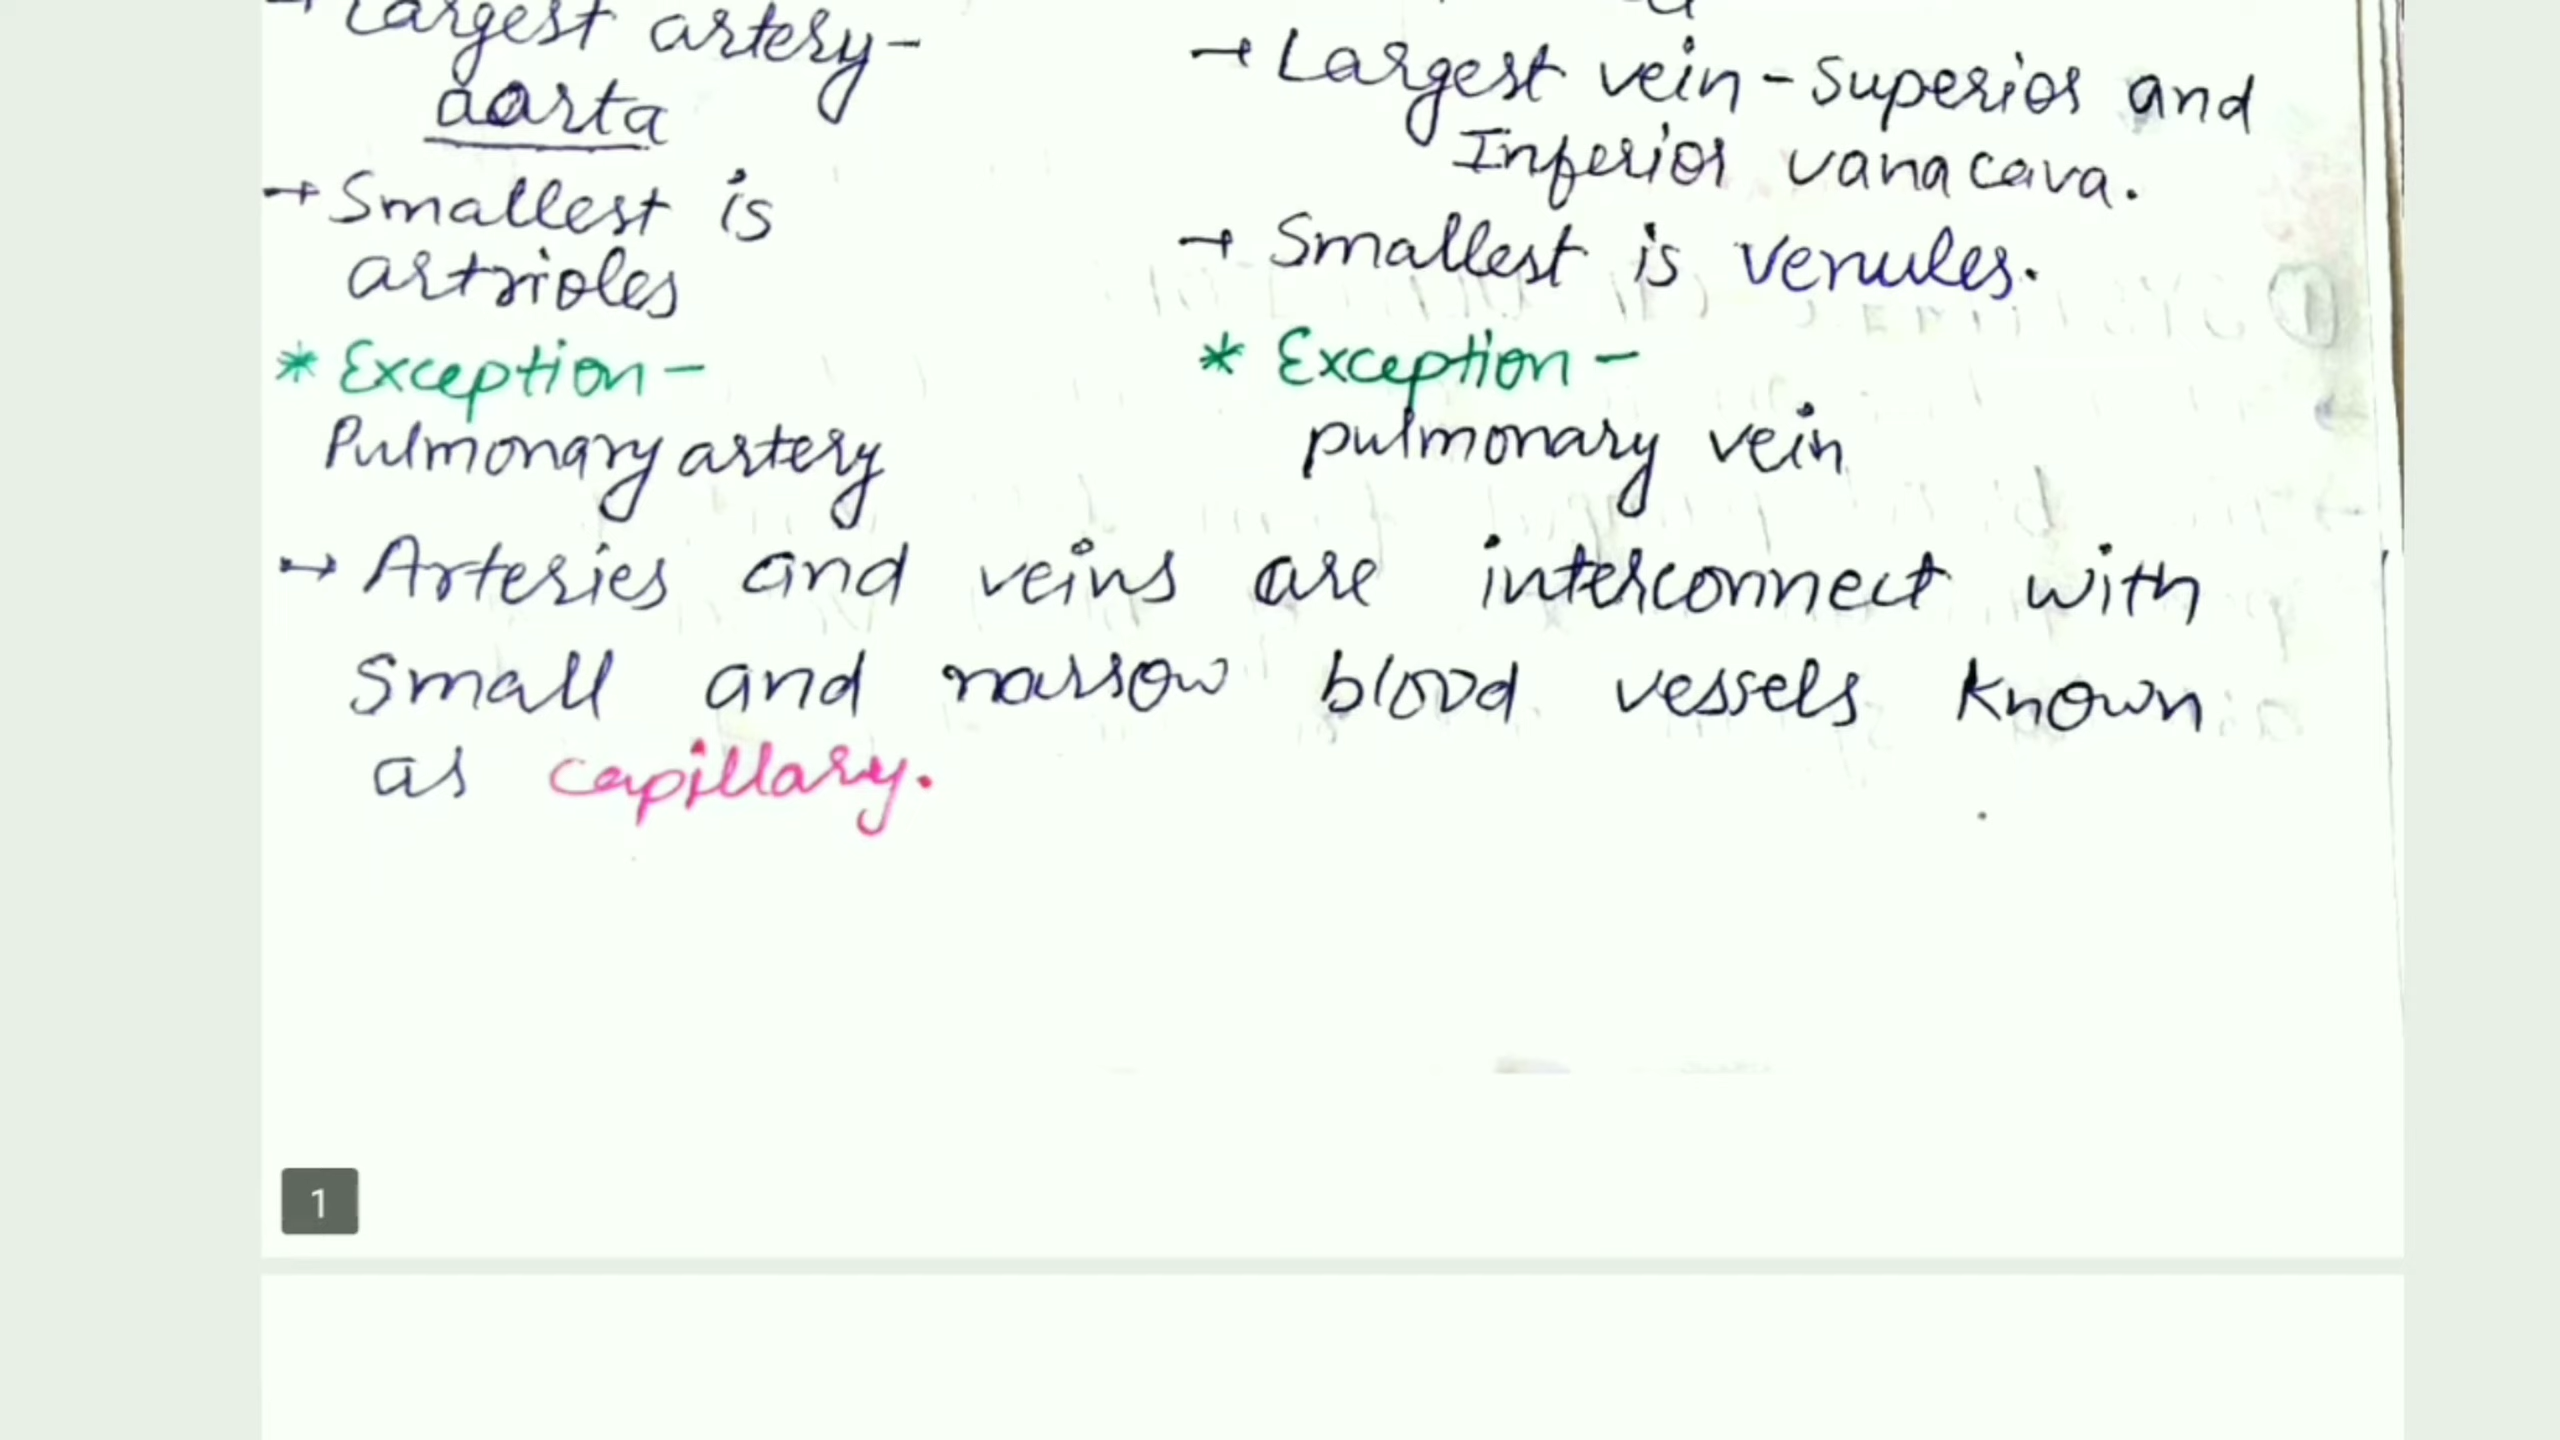 → Largest artery-
aarta
→ Smallest is
artrioles
* Exception-
Pulmonary artery
→ Largest vein - Superior and
Inferior vanacava.
→ Smallest is venules.
* Exception -
pulmonary vein
→ Arteries and veins are interconnect with
small and narrow blood vessels known
as capillary.
1